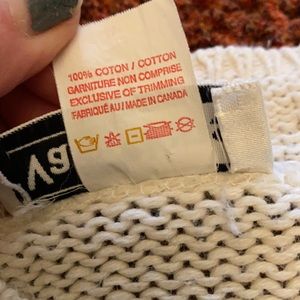 100% COTON / COTTON
GARNITURE NON COMPRISE
EXCLUSIVE OF TRIMMING
FABRIQUÉ AU / MADE IN CANADA